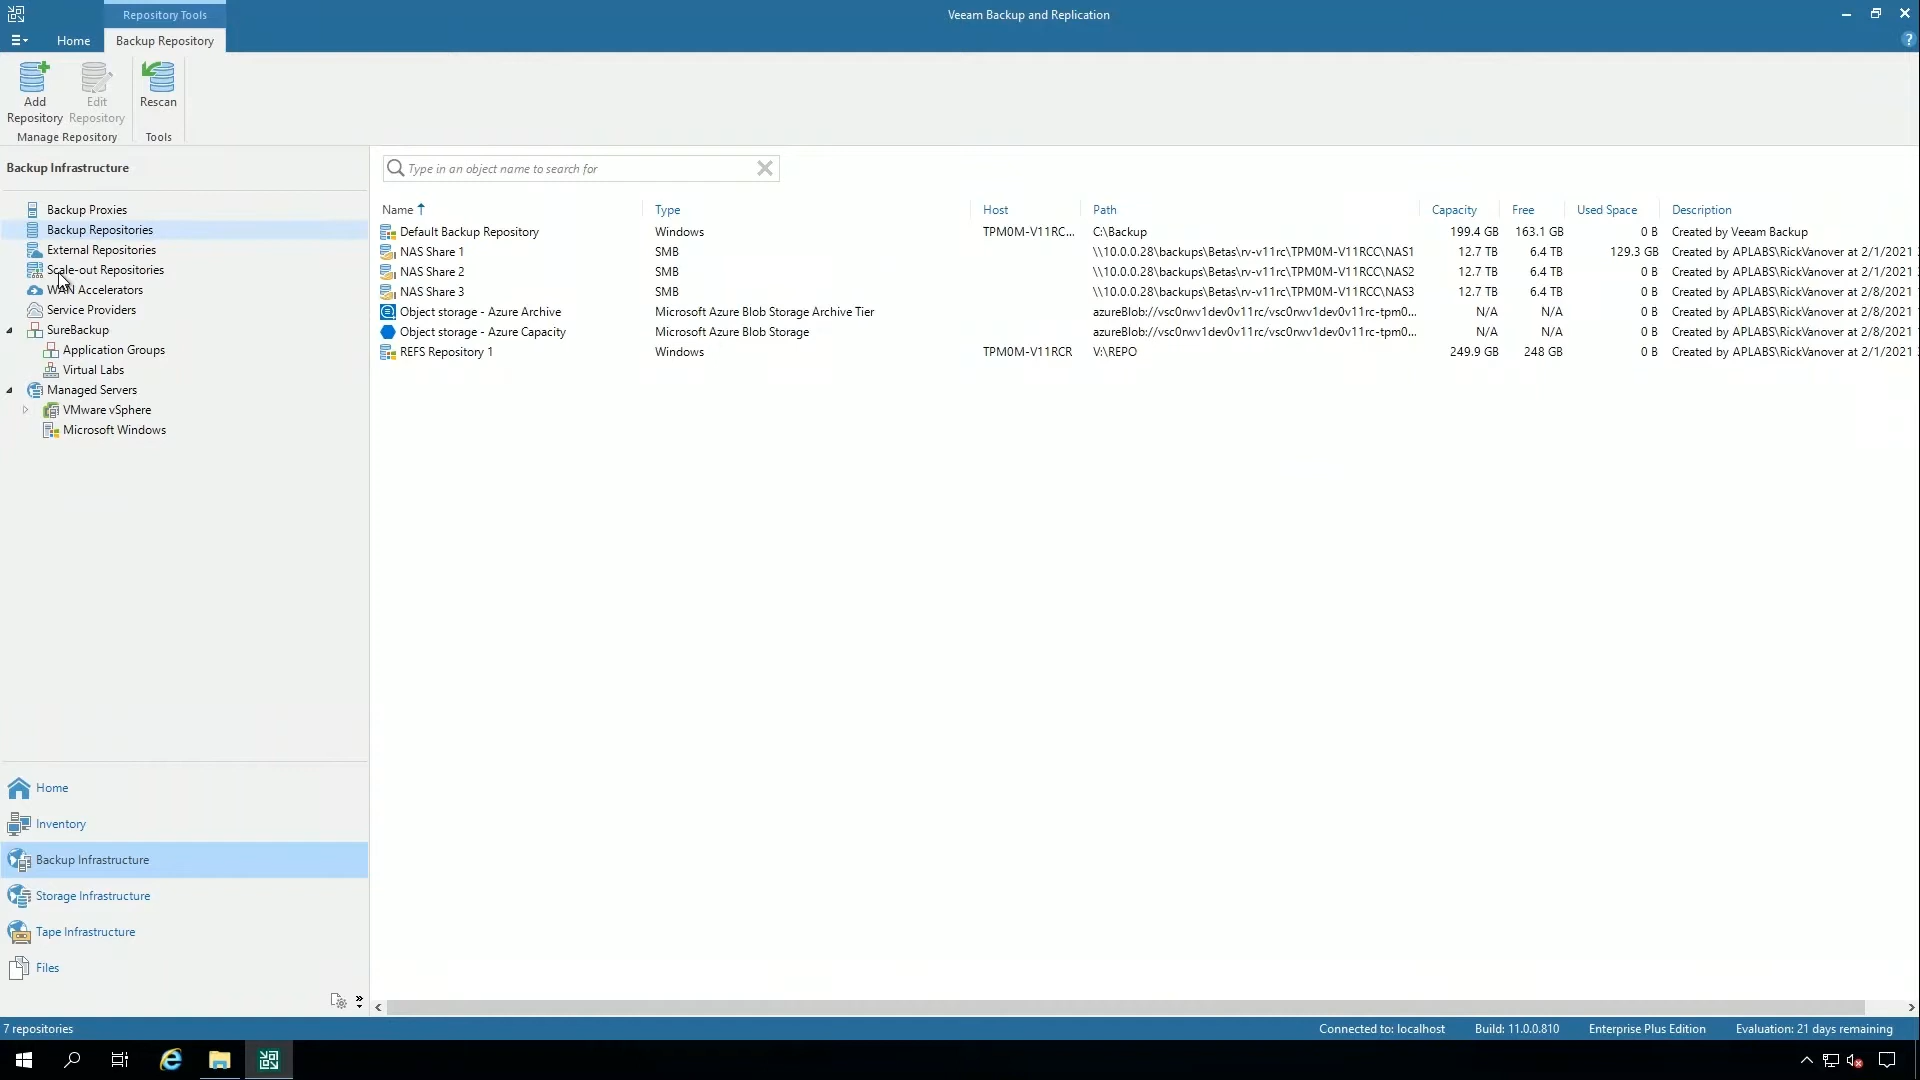 Repository Tools
Veeam Backup and Replication
Home
Backup Repository
Add Repository
Edit Repository
Rescan
Manage Repository
Tools
Backup Infrastructure
Backup Proxies
Backup Repositories
External Repositories
Scale-out Repositories
WAN Accelerators
Service Providers
SureBackup
Application Groups
Virtual Labs
Managed Servers
VMware vSphere
Microsoft Windows
Type in an object name to search for
Name Type Host Path Capacity Free Used Space Description
Default Backup Repository Windows TPM0M-V11RC... C:\Backup 199.4 GB 163.1 GB 0 B Created by Veeam Backup
NAS Share 1 SMB \\10.0.0.28\backups\Betas\rv-v11rc\TPM0M-V11RCC\NAS1 12.7 TB 6.4 TB 129.3 GB Created by APLABS\RickVanover at 2/1/2021
NAS Share 2 SMB \\10.0.0.28\backups\Betas\rv-v11rc\TPM0M-V11RCC\NAS2 12.7 TB 6.4 TB 0 B Created by APLABS\RickVanover at 2/1/2021
NAS Share 3 SMB \\10.0.0.28\backups\Betas\rv-v11rc\TPM0M-V11RCC\NAS3 12.7 TB 6.4 TB 0 B Created by APLABS\RickVanover at 2/8/2021
Object storage - Azure Archive Microsoft Azure Blob Storage Archive Tier azureBlob://vsc0rwv1dev0v11rc/vsc0rwv1dev0v11rc-tpm0... N/A N/A 0 B Created by APLABS\RickVanover at 2/8/2021
Object storage - Azure Capacity Microsoft Azure Blob Storage azureBlob://vsc0rwv1dev0v11rc/vsc0rwv1dev0v11rc-tpm0... N/A N/A 0 B Created by APLABS\RickVanover at 2/8/2021
REFS Repository 1 Windows TPM0M-V11RCR V:\REPO 249.9 GB 248 GB 0 B Created by APLABS\RickVanover at 2/1/2021
Home
Inventory
Backup Infrastructure
Storage Infrastructure
Tape Infrastructure
Files
7 repositories
Connected to: localhost
Build: 11.0.0.810
Enterprise Plus Edition
Evaluation: 21 days remaining